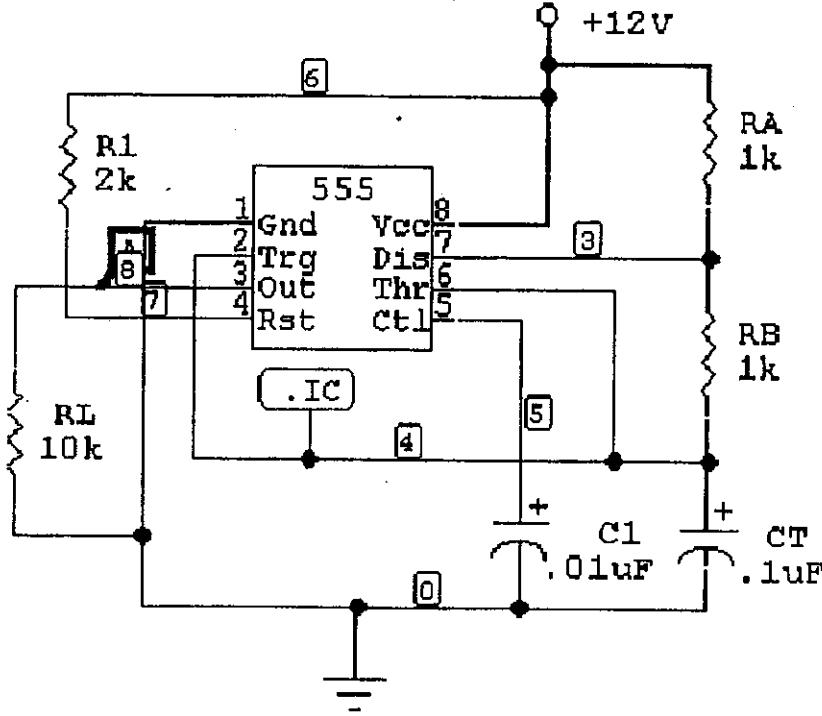 +12V
6
RA
1k
R1
2k
555
1
Gnd
Vcc
8
2
Trg
Dis
7
3
3
Out
Thr
6
4
Rst
Ctl
5
8
7
RB
1k
.IC
RL
10k
4
5
+
C1
.01uF
+
CT
.1uF
0